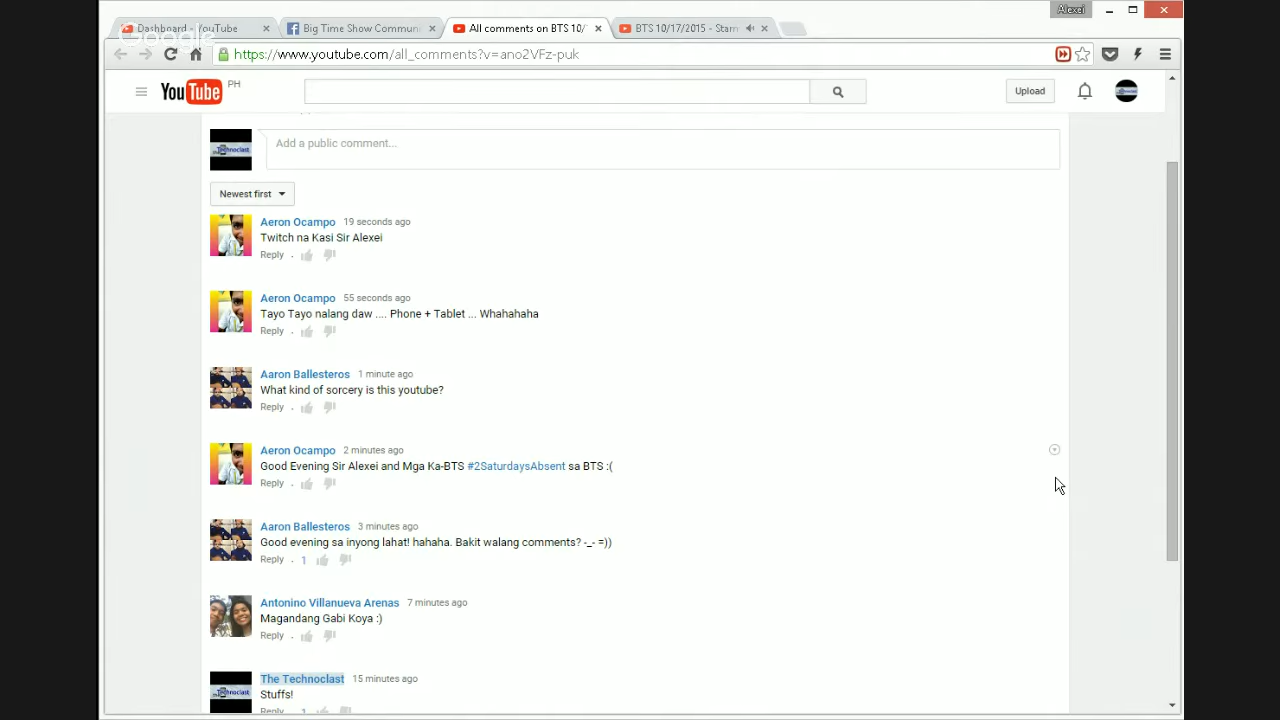 Alexei
Dashboard - YouTube
Big Time Show Commun
All comments on BTS 10/
BTS 10/17/2015 - Starr
Google
https://www.youtube.com/all_comments?v=ano2VFz-puk
YouTube PH
Upload
Technoclast
Add a public comment...
Newest first
Aeron Ocampo 19 seconds ago
Twitch na Kasi Sir Alexei
Reply
Aeron Ocampo 55 seconds ago
Tayo Tayo nalang daw .... Phone + Tablet ... Whahahaha
Reply
Aaron Ballesteros 1 minute ago
What kind of sorcery is this youtube?
Reply
Aeron Ocampo 2 minutes ago
Good Evening Sir Alexei and Mga Ka-BTS #2SaturdaysAbsent sa BTS :(
Reply
Aaron Ballesteros 3 minutes ago
Good evening sa inyong lahat! hahaha. Bakit walang comments? -_- =))
Reply . 1
Antonino Villanueva Arenas 7 minutes ago
Magandang Gabi Koya :)
Reply
Technoclast
The Technoclast 15 minutes ago
Stuffs!
Reply . 1